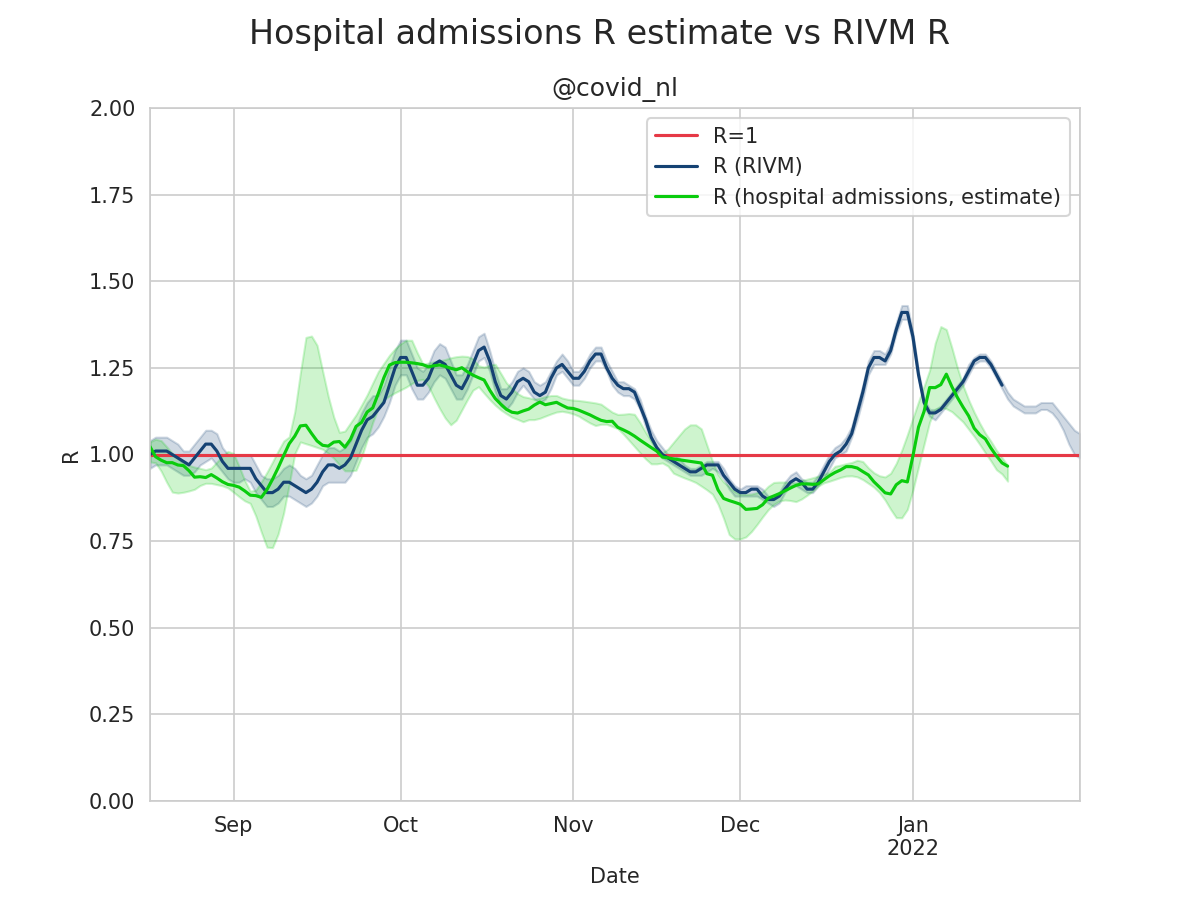 Hospital admissions R estimate vs RIVM R
@covid_nl
R=1
R (RIVM)
R (hospital admissions, estimate)
2.00
1.75
1.50
1.25
1.00
0.75
0.50
0.25
0.00
R
Sep
Oct
Nov
Dec
Jan
2022
Date